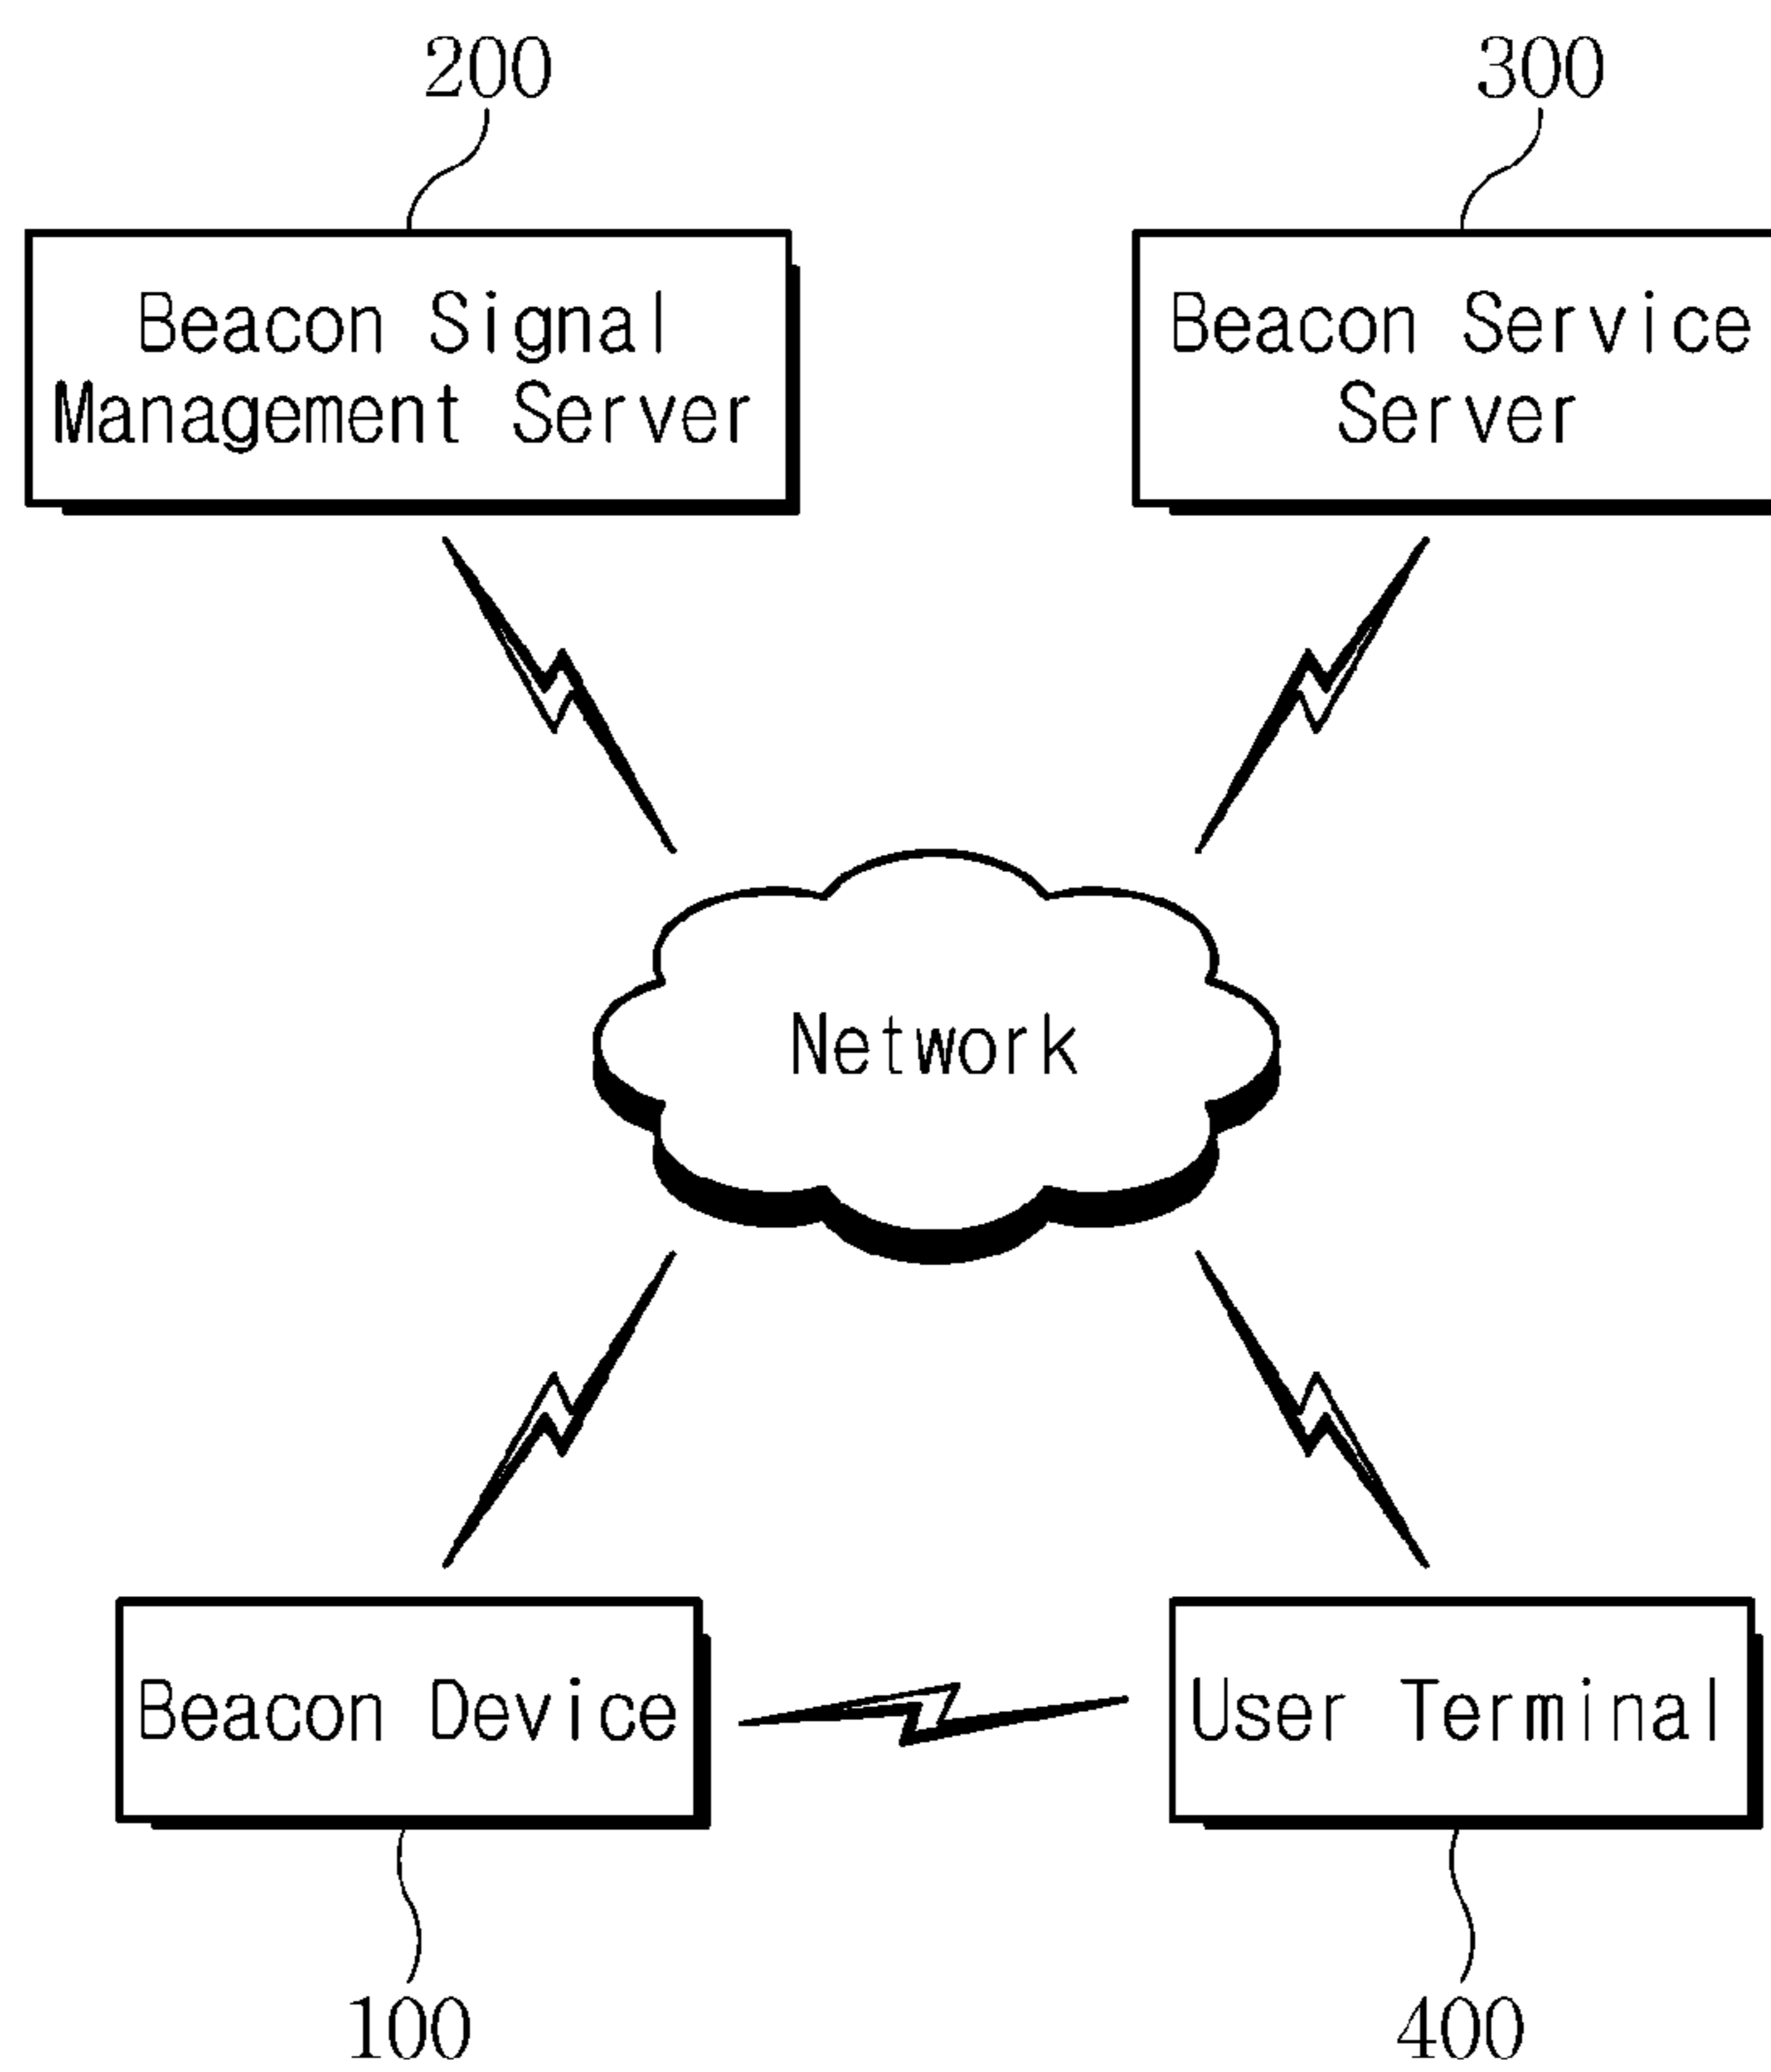 200
300
Beacon Signal
Management Server
Beacon Service
Server
Network
Beacon Device
User Terminal
100
400